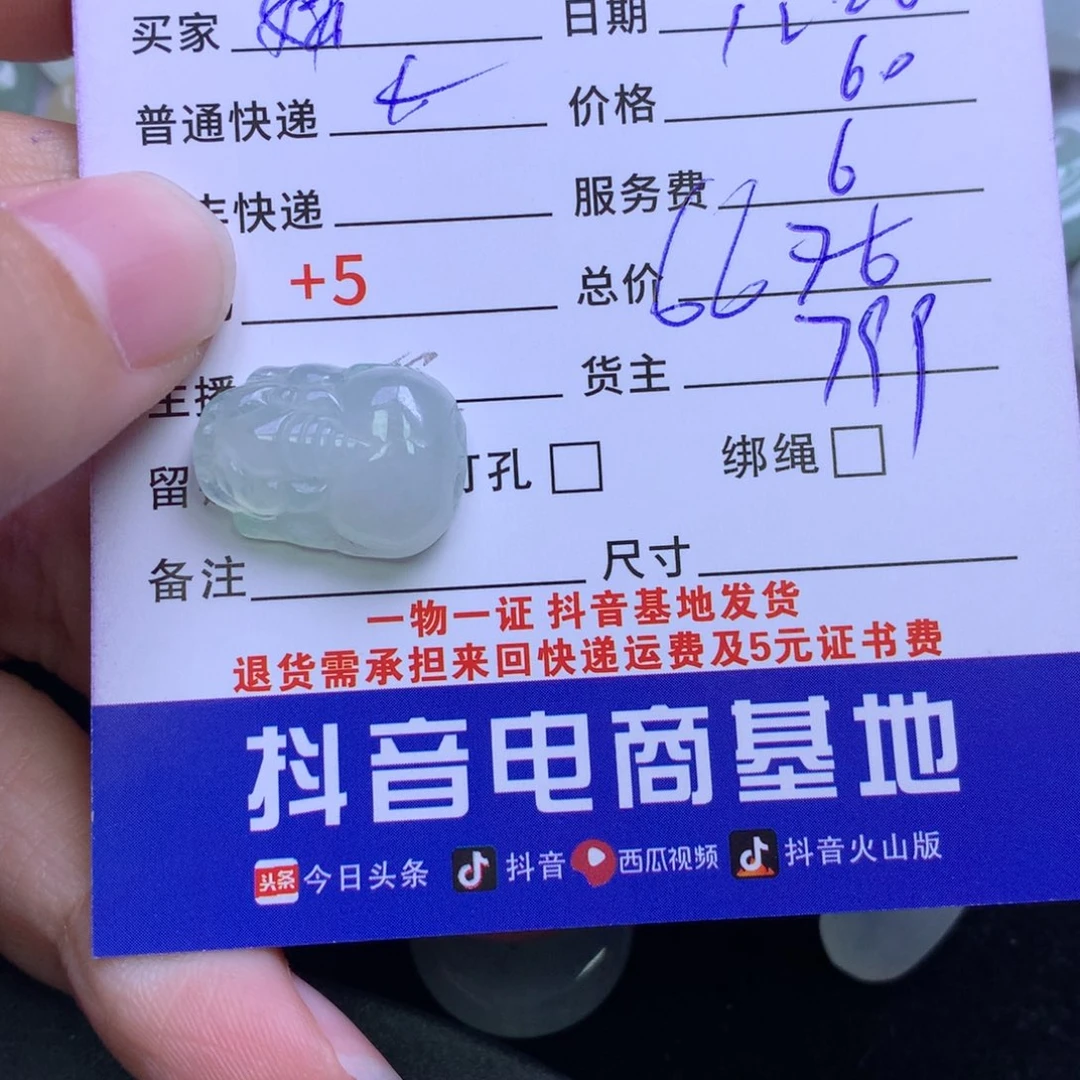 买家 日期
普通快递 价格 60
快递 服务费 6
+5 总价 66 76
主播 货主 799
留 打孔 绑绳
备注 尺寸
一物一证 抖音基地发货
退货需承担来回快递运费及5元证书费
抖音电商基地
头条 今日头条 抖音 西瓜视频 抖音火山版